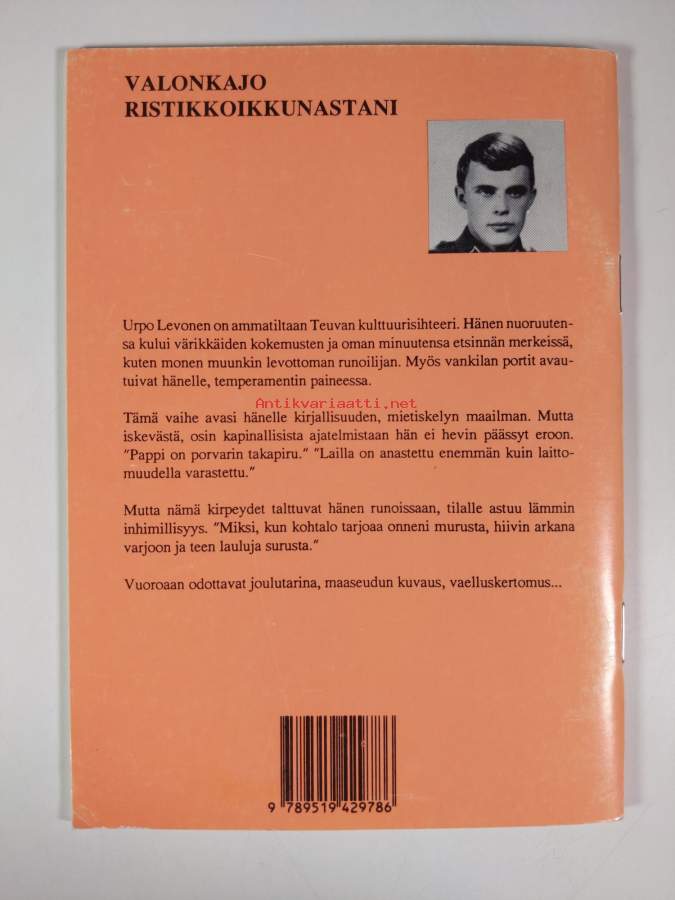 VALONKAJO
RISTIKKOIKKUNASTANI
Urpo Levonen on ammatiltaan Teuvan kulttuurisihteeri. Hänen nuoruuten-
sa kului värikkäiden kokemusten ja oman minuutensa etsinnän merkeissä,
kuten monen muunkin levottoman runoilijan. Myös vankilan portit avau-
tuivat hänelle, temperamentin paineessa.
Antikvariaatti.net
Tämä vaihe avasi hänelle kirjallisuuden, mietiskelyn maailman. Mutta
iskevästä, osin kapinallisista ajatelmistaan hän ei hevin päässyt eroon.
"Pappi on porvarin takapiru." "Lailla on anastettu enemmän kuin laitto-
muudella varastettu."
Mutta nämä kirpeydet talttuvat hänen runoissaan, tilalle astuu lämmin
inhimillisyys. "Miksi, kun kohtalo tarjoaa onneni murusta, hiivin arkana
varjoon ja teen lauluja surusta."
Vuoroaan odottavat joulutarina, maaseudun kuvaus, vaelluskertomus...
9 789519 429786